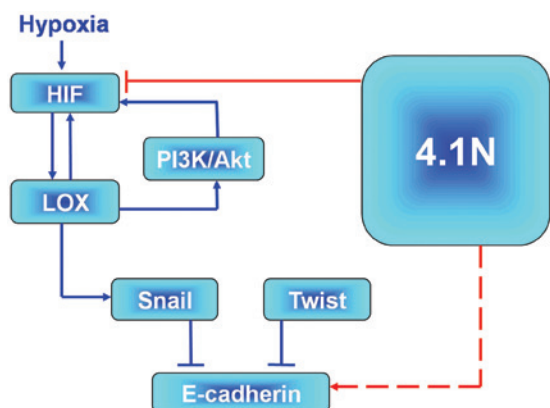 Hypoxia
HIF
4.1N
PI3K/Akt
LOX
Snail
Twist
E-cadherin